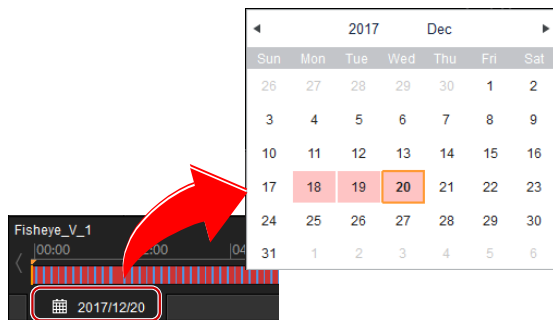 2017 Dec
Sun Mon Tue Wed Thu Fri Sat
26 27 28 29 30 1 2
3 4 5 6 7 8 9
10 11 12 13 14 15 16
17 18 19 20 21 22 23
24 25 26 27 28 29 30
31 1 2 3 4 5 6
Fisheye_V_1
00:00 2:00 04
2017/12/20